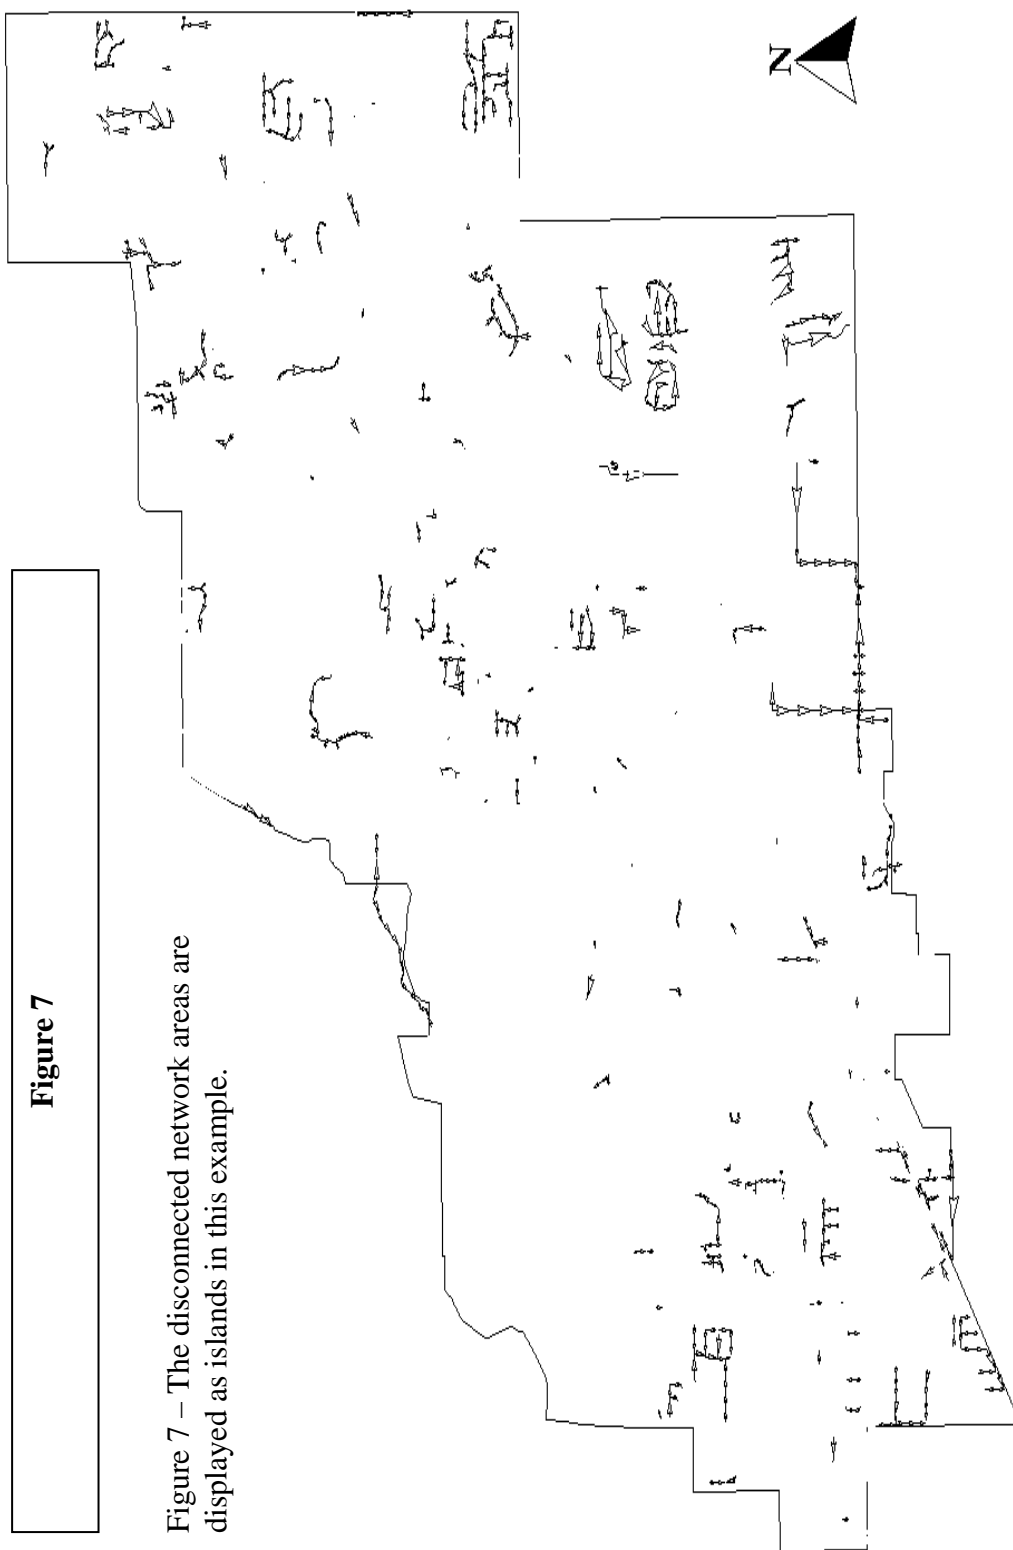 Figure 7
Figure 7 – The disconnected network areas are
displayed as islands in this example.
N